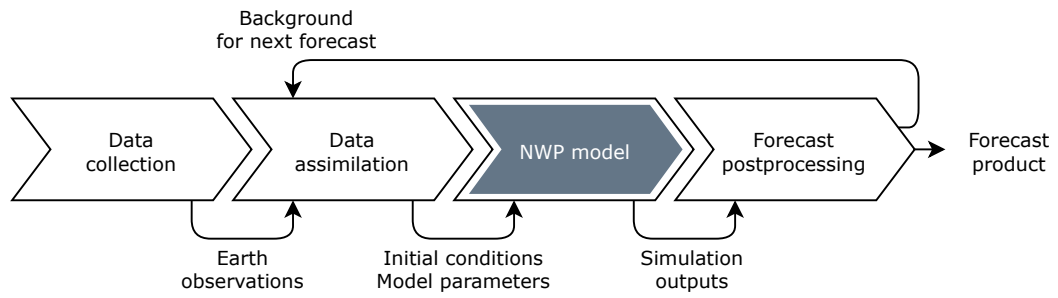 Background
for next forecast
Data
collection
Data
assimilation
NWP model
Forecast
postprocessing
Forecast
product
Earth
observations
Initial conditions
Model parameters
Simulation
outputs